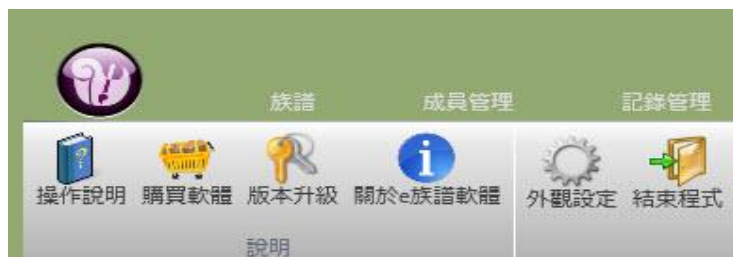 族譜 成員管理 記錄管理
操作說明 購買軟體 版本升級 關於e族譜軟體 外觀設定 結束程式
說明